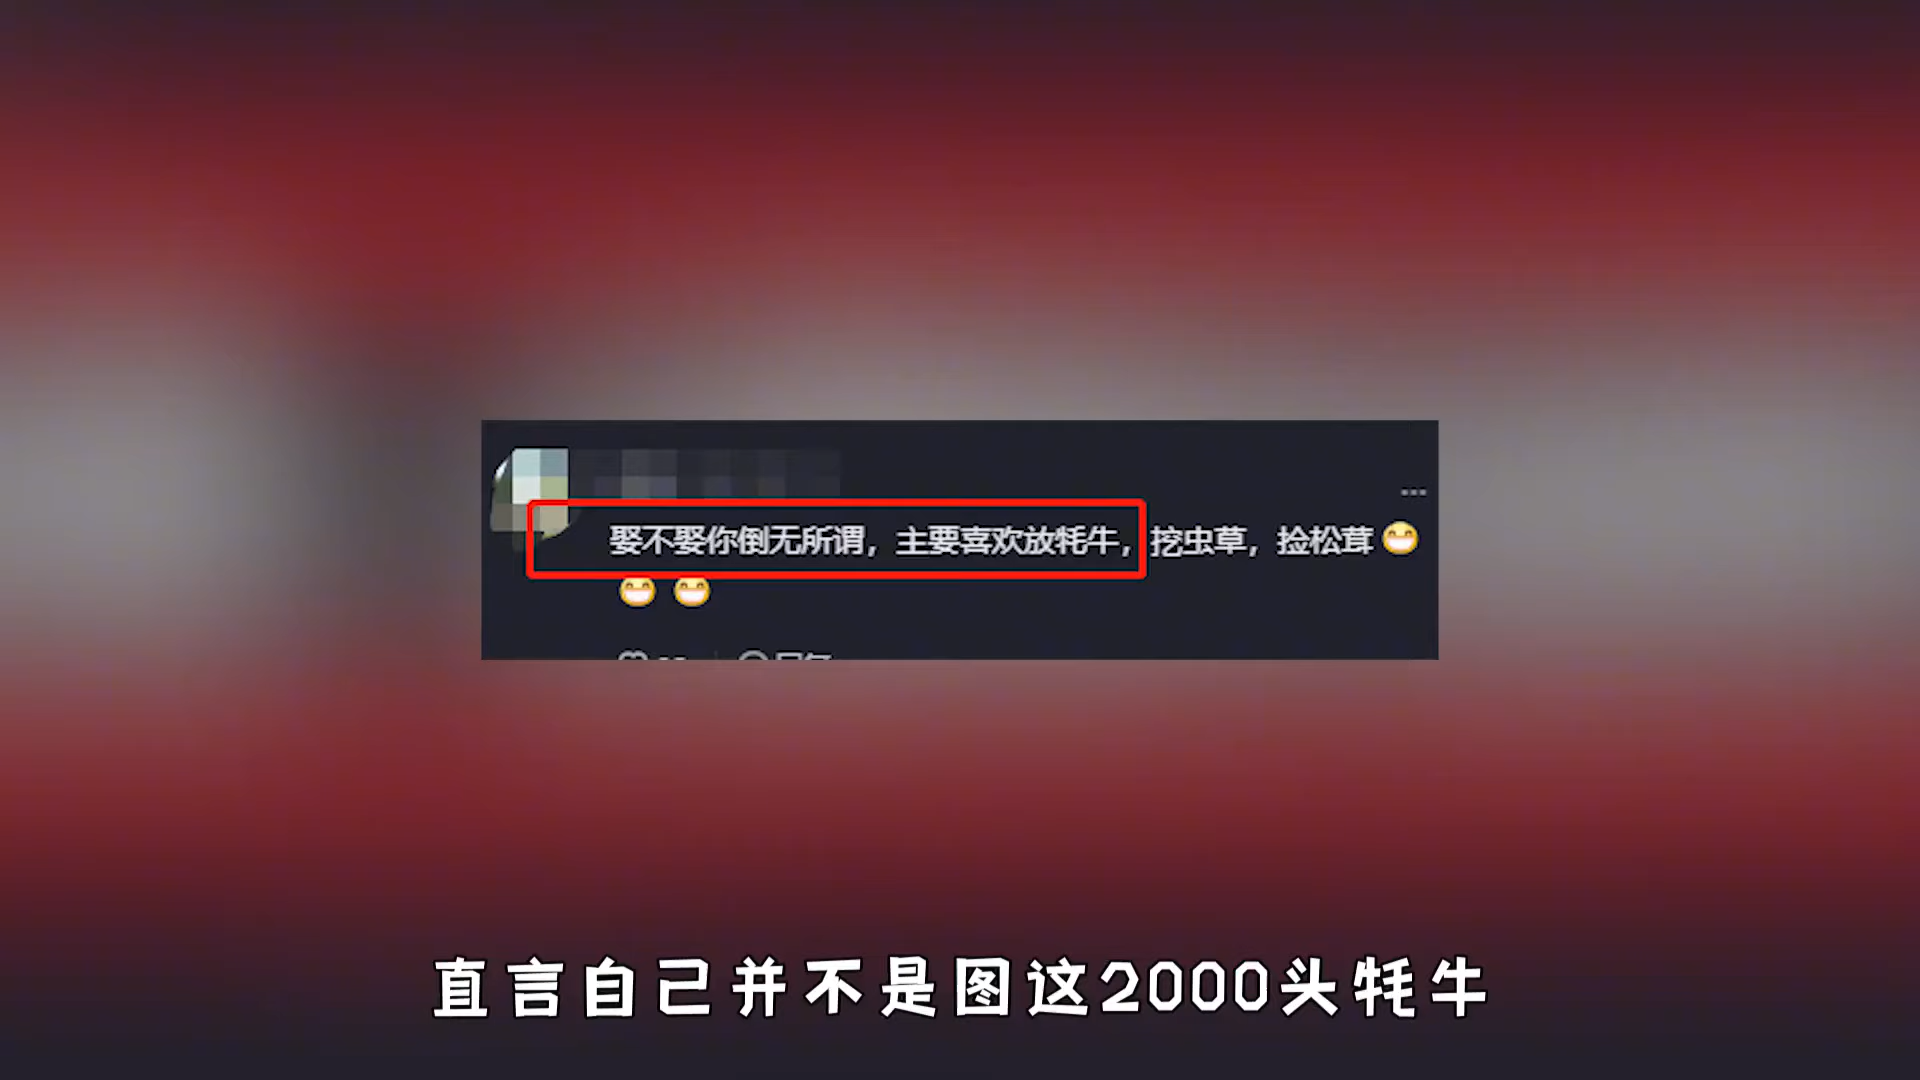 娶不娶你倒无所谓，主要喜欢放牦牛，挖虫草，捡松茸😁
😁 😁
直言自己并不是图这2000头牦牛